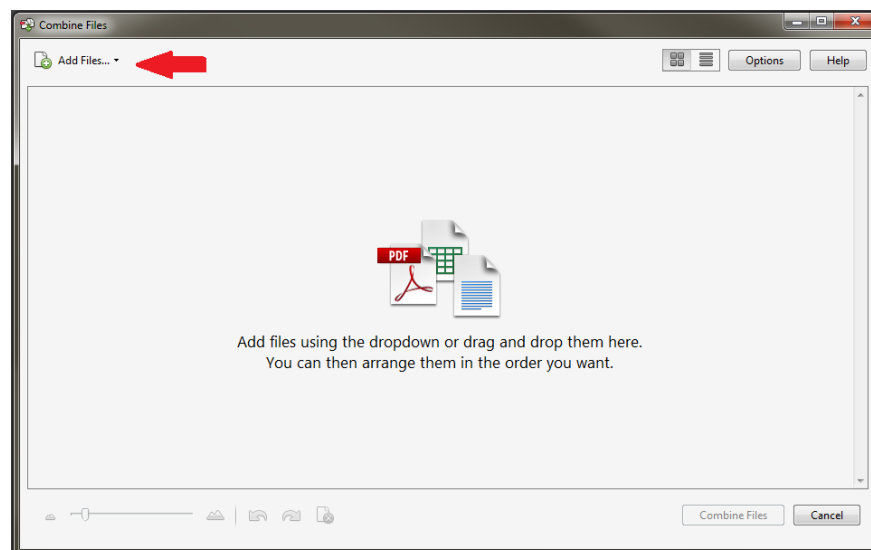 Combine Files
Add Files...
Options
Help
PDF
Add files using the dropdown or drag and drop them here.
You can then arrange them in the order you want.
Combine Files
Cancel